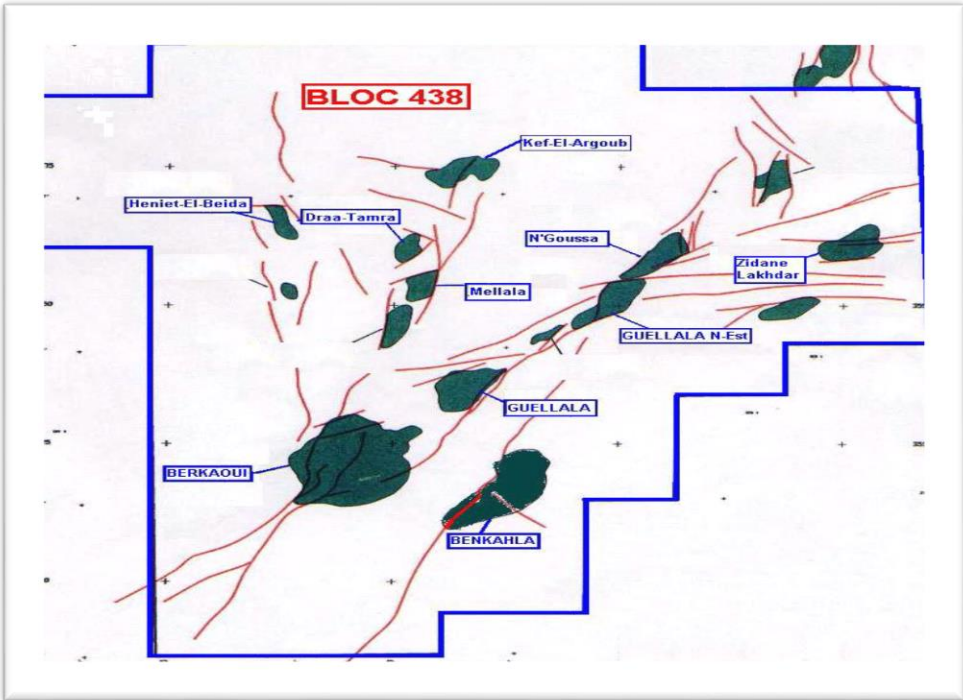 BLOC 438
Kef-El-Argoub
Heniet-El-Beida
Draa-Tamra
N'Goussa
Zidane
Lakhdar
Mellala
GUELLALA N-Est
GUELLALA
BERKAOUI
BENKAHLA